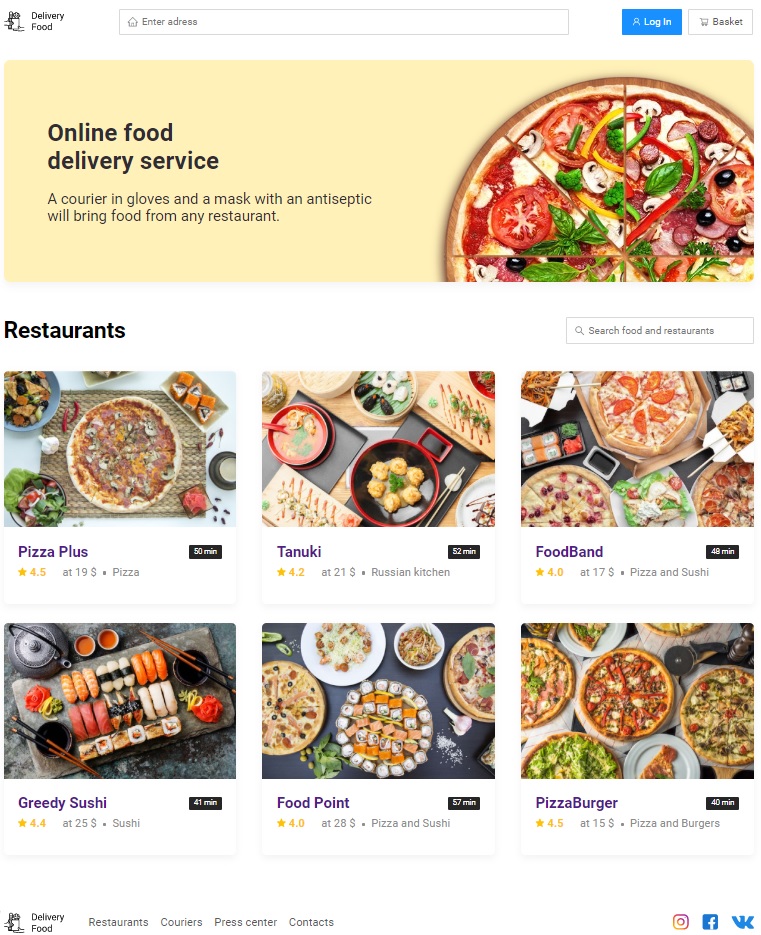 Delivery
Food
Enter adress
Log In
Basket
Online food
delivery service
A courier in gloves and a mask with an antiseptic
will bring food from any restaurant.
Restaurants
Search food and restaurants
Pizza Plus
50 min
4.5 at 19 $ • Pizza
Tanuki
52 min
4.2 at 21 $ • Russian kitchen
FoodBand
48 min
4.0 at 17 $ • Pizza and Sushi
Greedy Sushi
41 min
4.4 at 25 $ • Sushi
Food Point
57 min
4.0 at 28 $ • Pizza and Sushi
PizzaBurger
40 min
4.5 at 15 $ • Pizza and Burgers
Delivery
Food
Restaurants Couriers Press center Contacts